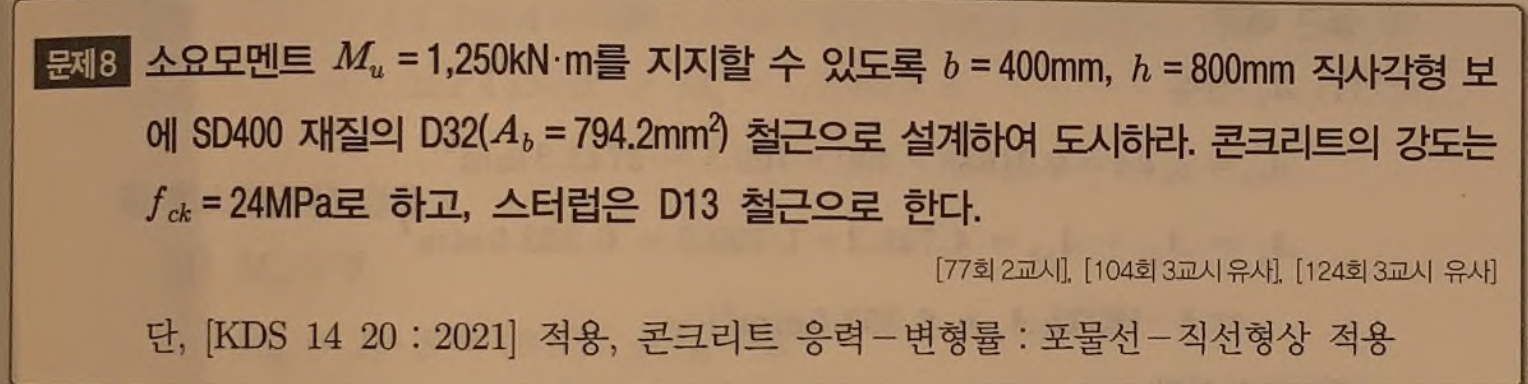 문제8 소요모멘트 M_u = 1,250kN·m를 지지할 수 있도록 b = 400mm, h = 800mm 직사각형 보
에 SD400 재질의 D32(A_b = 794.2mm²) 철근으로 설계하여 도시하라. 콘크리트의 강도는
f_ck = 24MPa로 하고, 스터럽은 D13 철근으로 한다.
[77회 2교시], [104회 3교시 유사], [124회 3교시 유사]
단, [KDS 14 20 : 2021] 적용, 콘크리트 응력-변형률 : 포물선-직선형상 적용